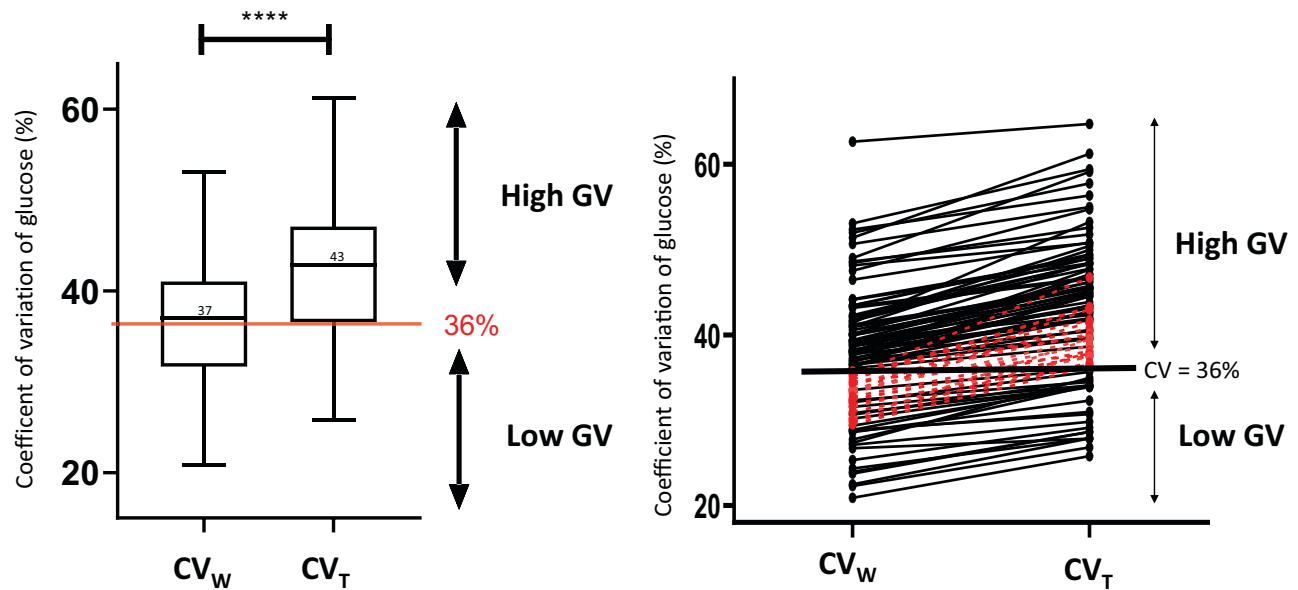 ****
Coefficent of variation of glucose (%)
60
40
20
37
43
36%
High GV
Low GV
CVW
CVT
Coefficient of variation of glucose (%)
60
40
20
High GV
CV = 36%
Low GV
CVW
CVT